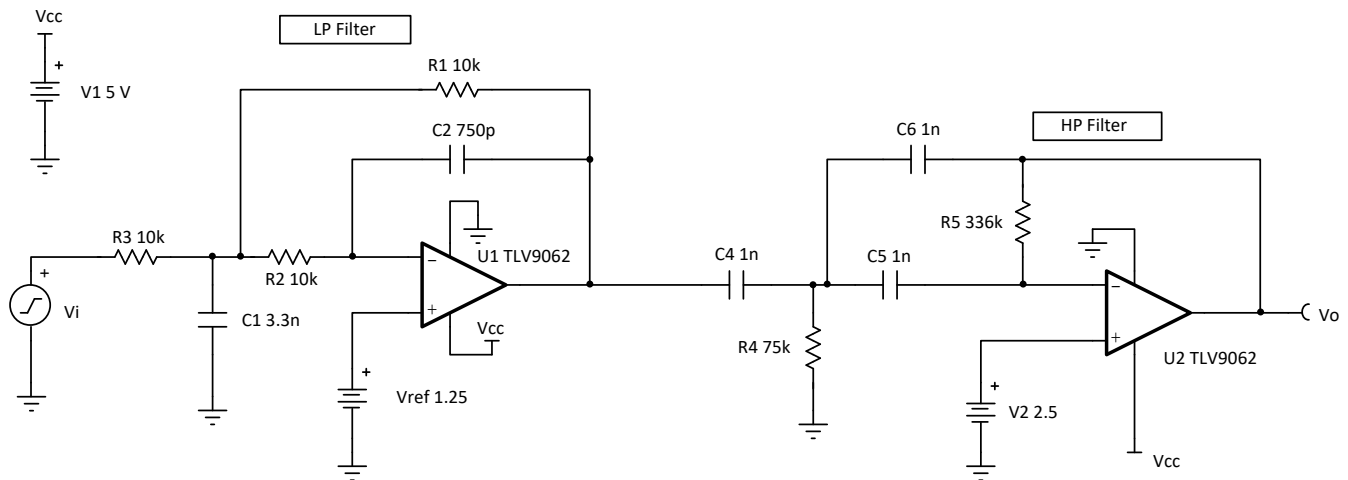 Vcc
LP Filter
+
V1 5 V
R1 10k
C2 750p
C6 1n
HP Filter
R3 10k
+
Vi
R2 10k
C1 3.3n
−
+
U1 TLV9062
Vcc
+
Vref 1.25
C4 1n
C5 1n
R4 75k
R5 336k
−
+
U2 TLV9062
Vo
+
V2 2.5
Vcc